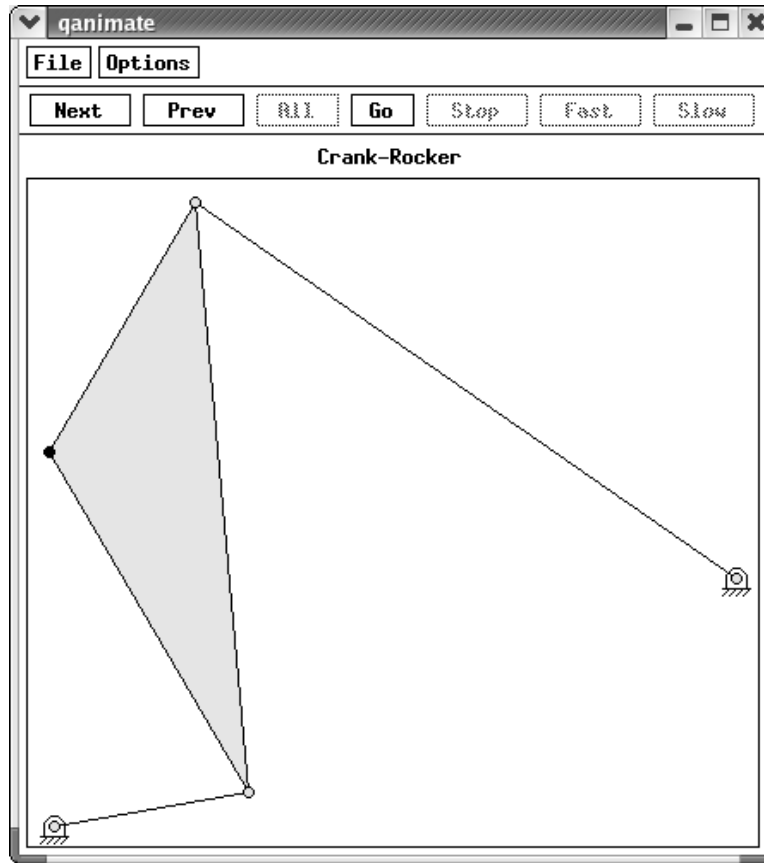 qanimate
File Options
Next Prev All Go Stop Fast Slow
Crank-Rocker